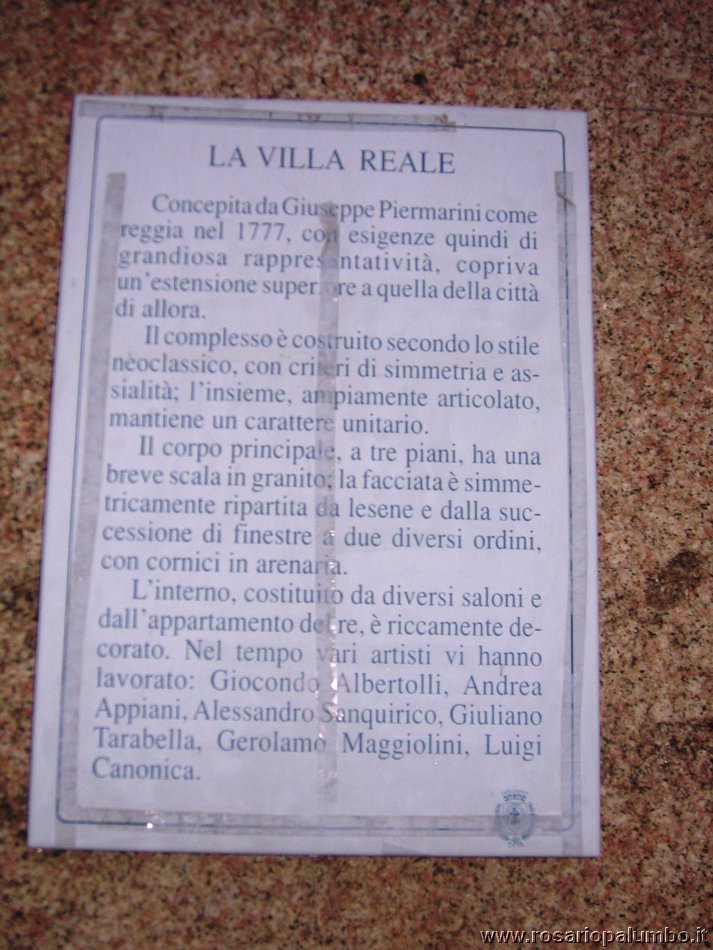 LA VILLA REALE
Concepita da Giuseppe Piermarini come
reggia nel 1777, con esigenze quindi di
grandiosa rappresentatività, copriva
un'estensione superiore a quella della città
di allora.
Il complesso è costruito secondo lo stile
neoclassico, con criteri di simmetria e as-
sialità; l'insieme, ampiamente articolato,
mantiene un carattere unitario.
Il corpo principale, a tre piani, ha una
breve scala in granito; la facciata è simme-
tricamente ripartita da lesene e dalla suc-
cessione di finestre a due diversi ordini,
con cornici in arenaria.
L'interno, costituito da diversi saloni e
dall'appartamento del re, è riccamente de-
corato. Nel tempo vari artisti vi hanno
lavorato: Giocondo Albertolli, Andrea
Appiani, Alessandro Sanquirico, Giuliano
Tarabella, Gerolamo Maggiolini, Luigi
Canonica.
www.rosariopalumbo.it